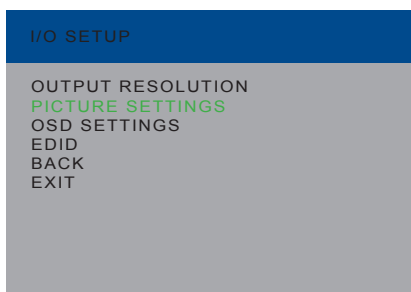 I/O SETUP
OUTPUT RESOLUTION
PICTURE SETTINGS
OSD SETTINGS
EDID
BACK
EXIT